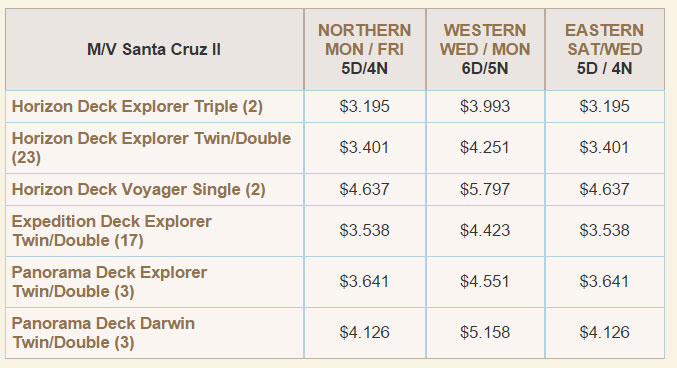 M/V Santa Cruz II
NORTHERN
MON / FRI
5D/4N
WESTERN
WED / MON
6D/5N
EASTERN
SAT/WED
5D / 4N
Horizon Deck Explorer Triple (2) $3.195 $3.993 $3.195
Horizon Deck Explorer Twin/Double
(23) $3.401 $4.251 $3.401
Horizon Deck Voyager Single (2) $4.637 $5.797 $4.637
Expedition Deck Explorer
Twin/Double (17) $3.538 $4.423 $3.538
Panorama Deck Explorer
Twin/Double (3) $3.641 $4.551 $3.641
Panorama Deck Darwin
Twin/Double (3) $4.126 $5.158 $4.126